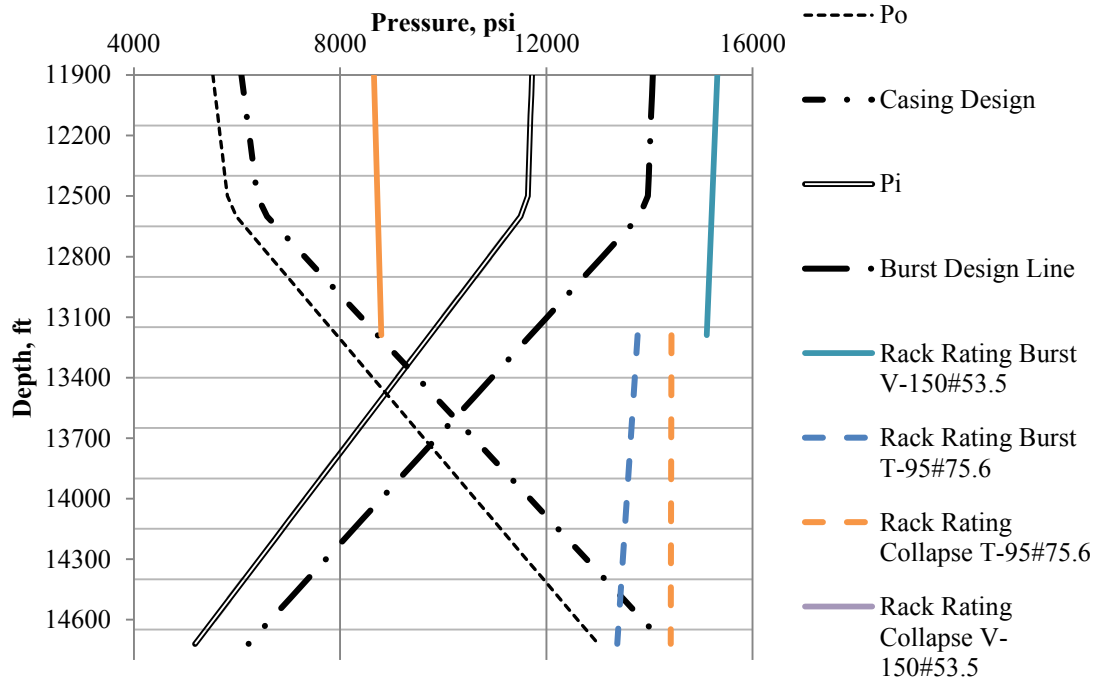 Pressure, psi
4000 8000 12000 16000
Depth, ft
11900
12200
12500
12800
13100
13400
13700
14000
14300
14600
Po
Casing Design
Pi
Burst Design Line
Rack Rating Burst
V-150#53.5
Rack Rating Burst
T-95#75.6
Rack Rating
Collapse T-95#75.6
Rack Rating
Collapse V-
150#53.5